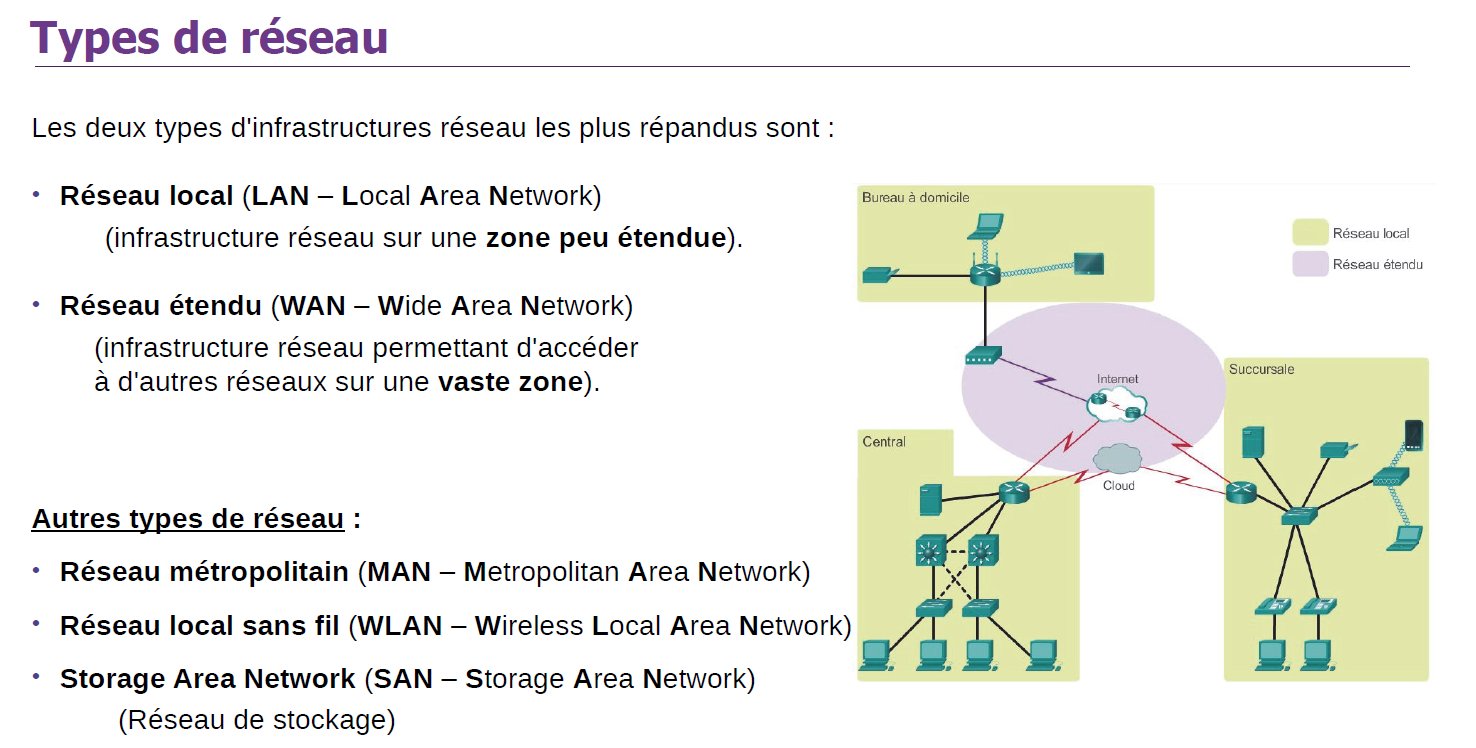 Types de réseau
Les deux types d'infrastructures réseau les plus répandus sont :
• Réseau local (LAN – Local Area Network)
(infrastructure réseau sur une zone peu étendue).
• Réseau étendu (WAN – Wide Area Network)
(infrastructure réseau permettant d'accéder
à d'autres réseaux sur une vaste zone).
Autres types de réseau :
• Réseau métropolitain (MAN – Metropolitan Area Network)
• Réseau local sans fil (WLAN – Wireless Local Area Network)
• Storage Area Network (SAN – Storage Area Network)
(Réseau de stockage)
Bureau à domicile
Réseau local
Réseau étendu
Internet
Succursale
Central
Cloud